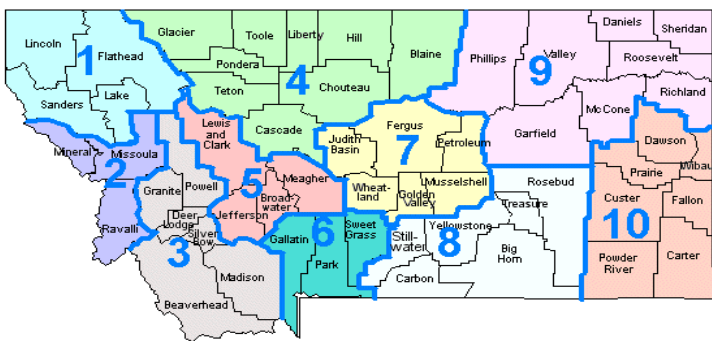 Lincoln
Flathead
1
Sanders
Lake
Glacier
Toole
Liberty
Hill
Blaine
Pondera
4
Teton
Chouteau
Cascade
Phillips
Valley
Daniels
Sheridan
9
Roosevelt
Richland
McCone
Garfield
Mineral
Missoula
2
Ravalli
Lewis
and
Clark
5
Meagher
Broad-
water
Jefferson
Granite
Powell
Deer
Lodge
Silver
Bow
3
Madison
Beaverhead
Judith
Basin
Fergus
Petroleum
7
Wheat-
land
Golden
Valley
Musselshell
Gallatin
6
Sweet
Grass
Park
Still-
water
Yellowstone
Rosebud
Treasure
8
Big
Horn
Carbon
Dawson
Wibau
Prairie
Custer
Fallon
10
Powder
River
Carter